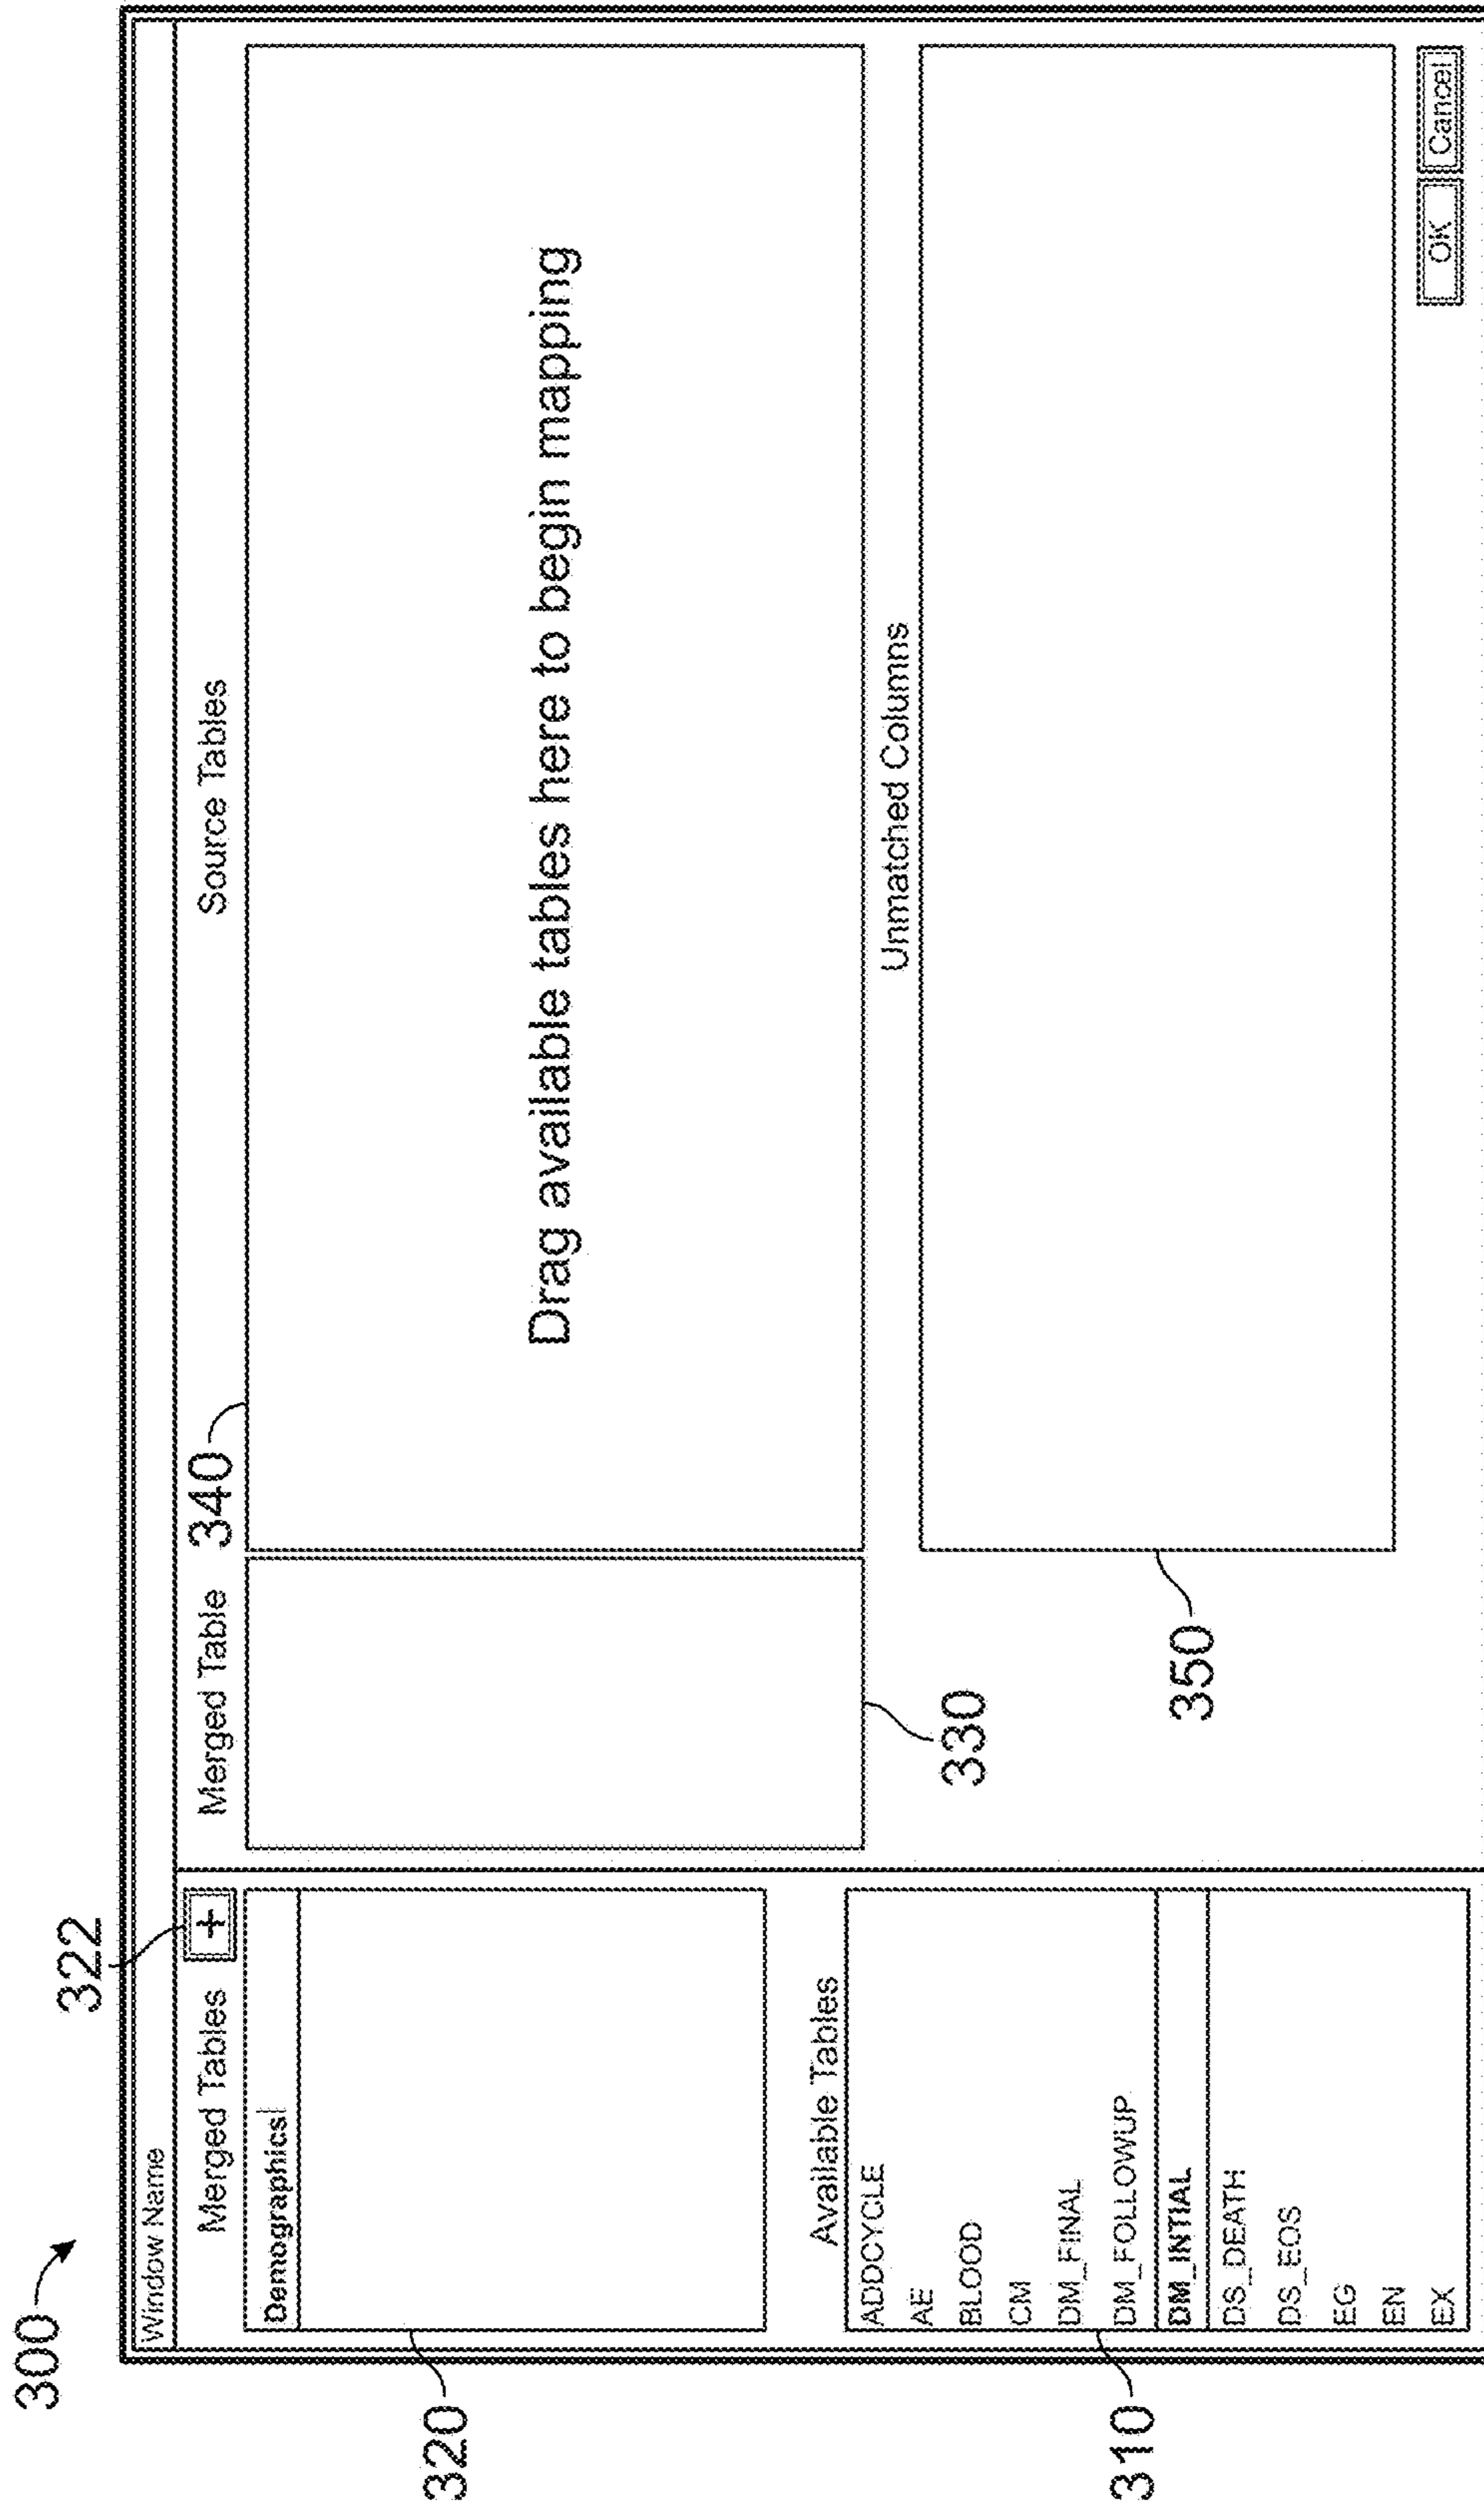 300
322
Window Name
Merged Tables
+
Merged Table
340
Source Tables
Demographics
Drag available tables here to begin mapping
320
330
Available Tables
Unmatched Columns
ADDCYCLE
AE
BLOOD
CM
DM_FINAL
DM_FOLLOWUP
DM_INTIAL
DS_DEATH
DS_EOS
EG
EN
EX
310
350
OK
Cancel